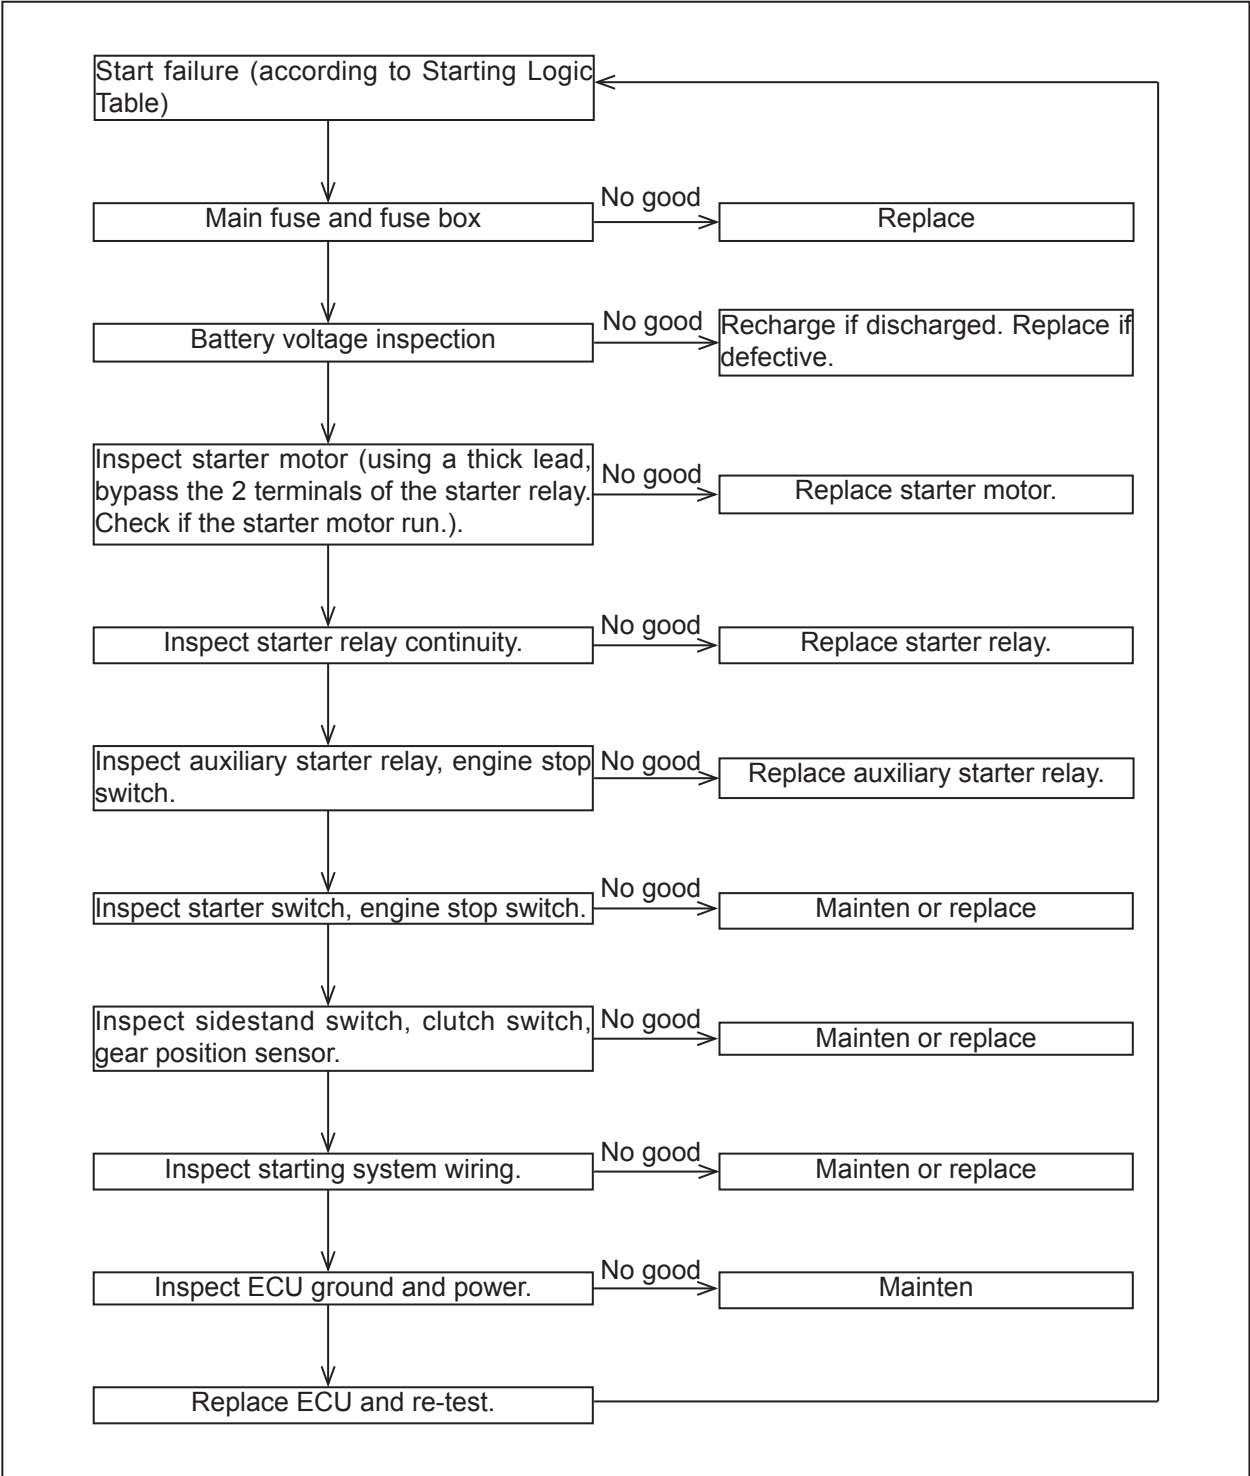 Start failure (according to Starting Logic
Table)
No good
Main fuse and fuse box
Replace
No good
Battery voltage inspection
Recharge if discharged. Replace if
defective.
Inspect starter motor (using a thick lead,
bypass the 2 terminals of the starter relay.
Check if the starter motor run.).
No good
Replace starter motor.
No good
Inspect starter relay continuity.
Replace starter relay.
Inspect auxiliary starter relay, engine stop
switch.
No good
Replace auxiliary starter relay.
No good
Inspect starter switch, engine stop switch.
Mainten or replace
Inspect sidestand switch, clutch switch,
gear position sensor.
No good
Mainten or replace
No good
Inspect starting system wiring.
Mainten or replace
No good
Inspect ECU ground and power.
Mainten
Replace ECU and re-test.